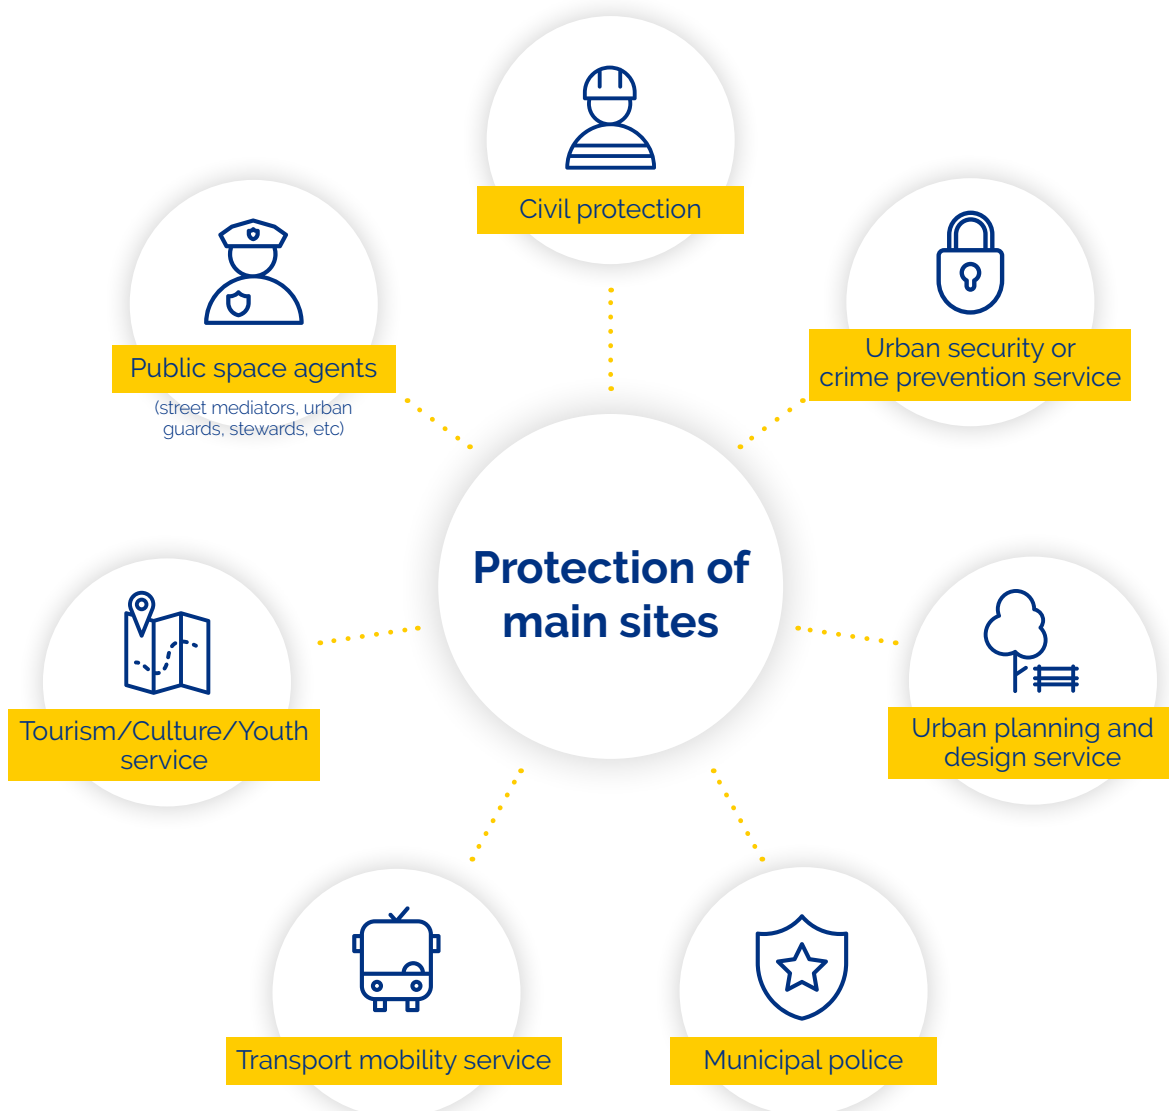 Civil protection
Urban security or
crime prevention service
Public space agents
(street mediators, urban
guards, stewards, etc)
Protection of
main sites
Tourism/Culture/Youth
service
Urban planning and
design service
Transport mobility service
Municipal police